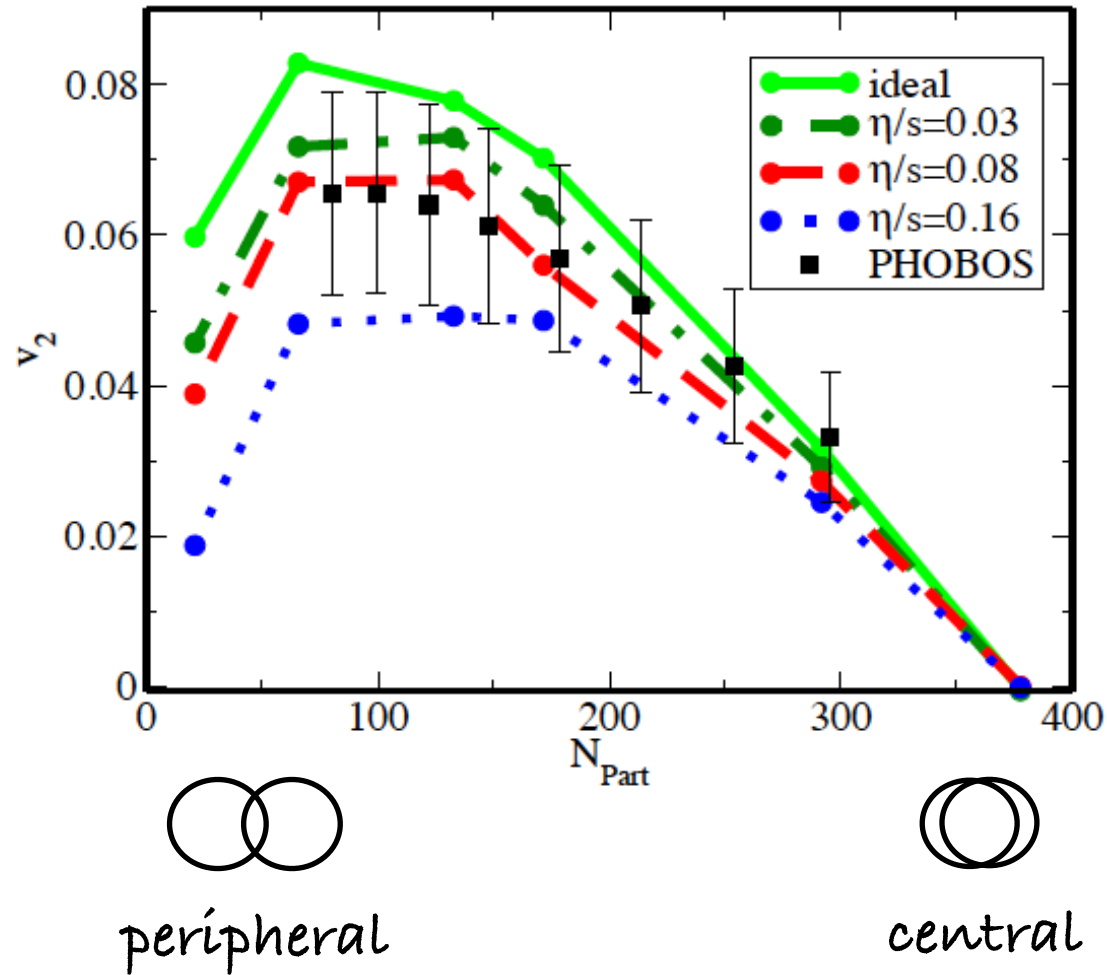 0.08
0.06
0.04
0.02
0
v₂
ideal
η/s=0.03
η/s=0.08
η/s=0.16
PHOBOS
0 100 200 300 400
N_Part
peripheral central